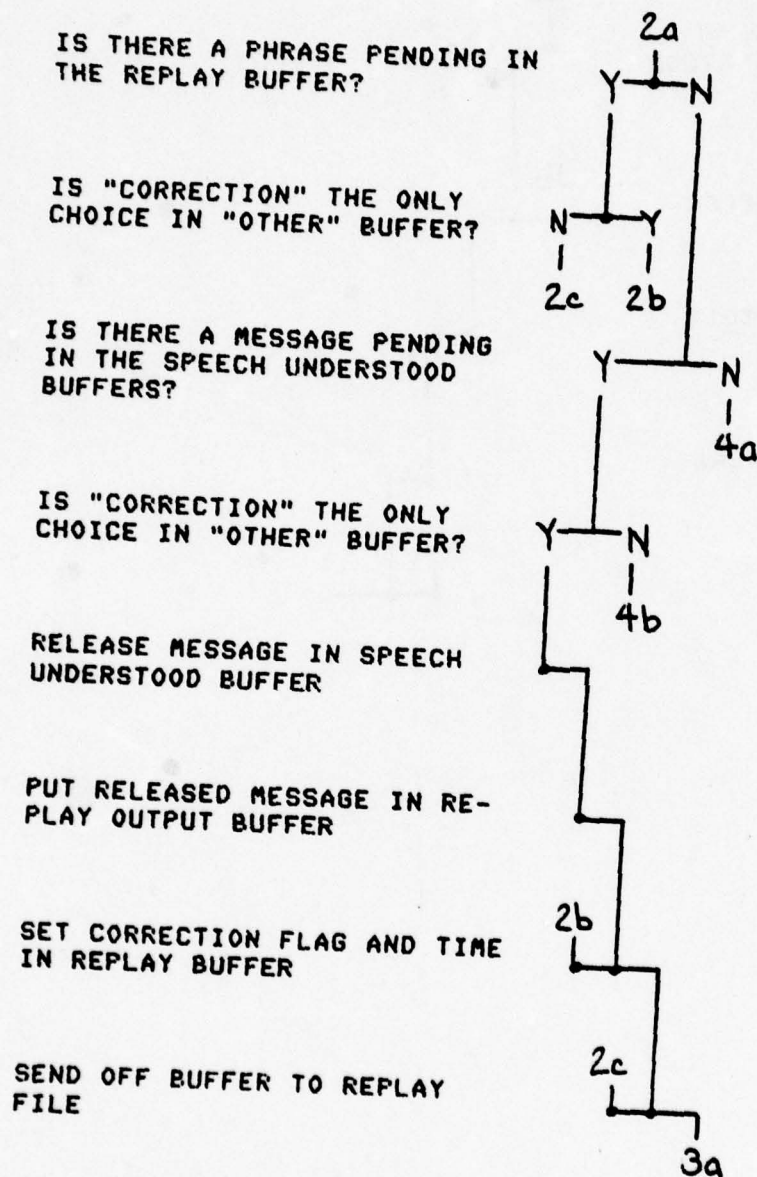 2a
IS THERE A PHRASE PENDING IN
THE REPLAY BUFFER?
Y N
IS "CORRECTION" THE ONLY
CHOICE IN "OTHER" BUFFER?
N Y
2c 2b
IS THERE A MESSAGE PENDING
IN THE SPEECH UNDERSTOOD
BUFFERS?
Y N
4a
IS "CORRECTION" THE ONLY
CHOICE IN "OTHER" BUFFER?
Y N
4b
RELEASE MESSAGE IN SPEECH
UNDERSTOOD BUFFER
PUT RELEASED MESSAGE IN RE-
PLAY OUTPUT BUFFER
2b
SET CORRECTION FLAG AND TIME
IN REPLAY BUFFER
2c
SEND OFF BUFFER TO REPLAY
FILE
3a